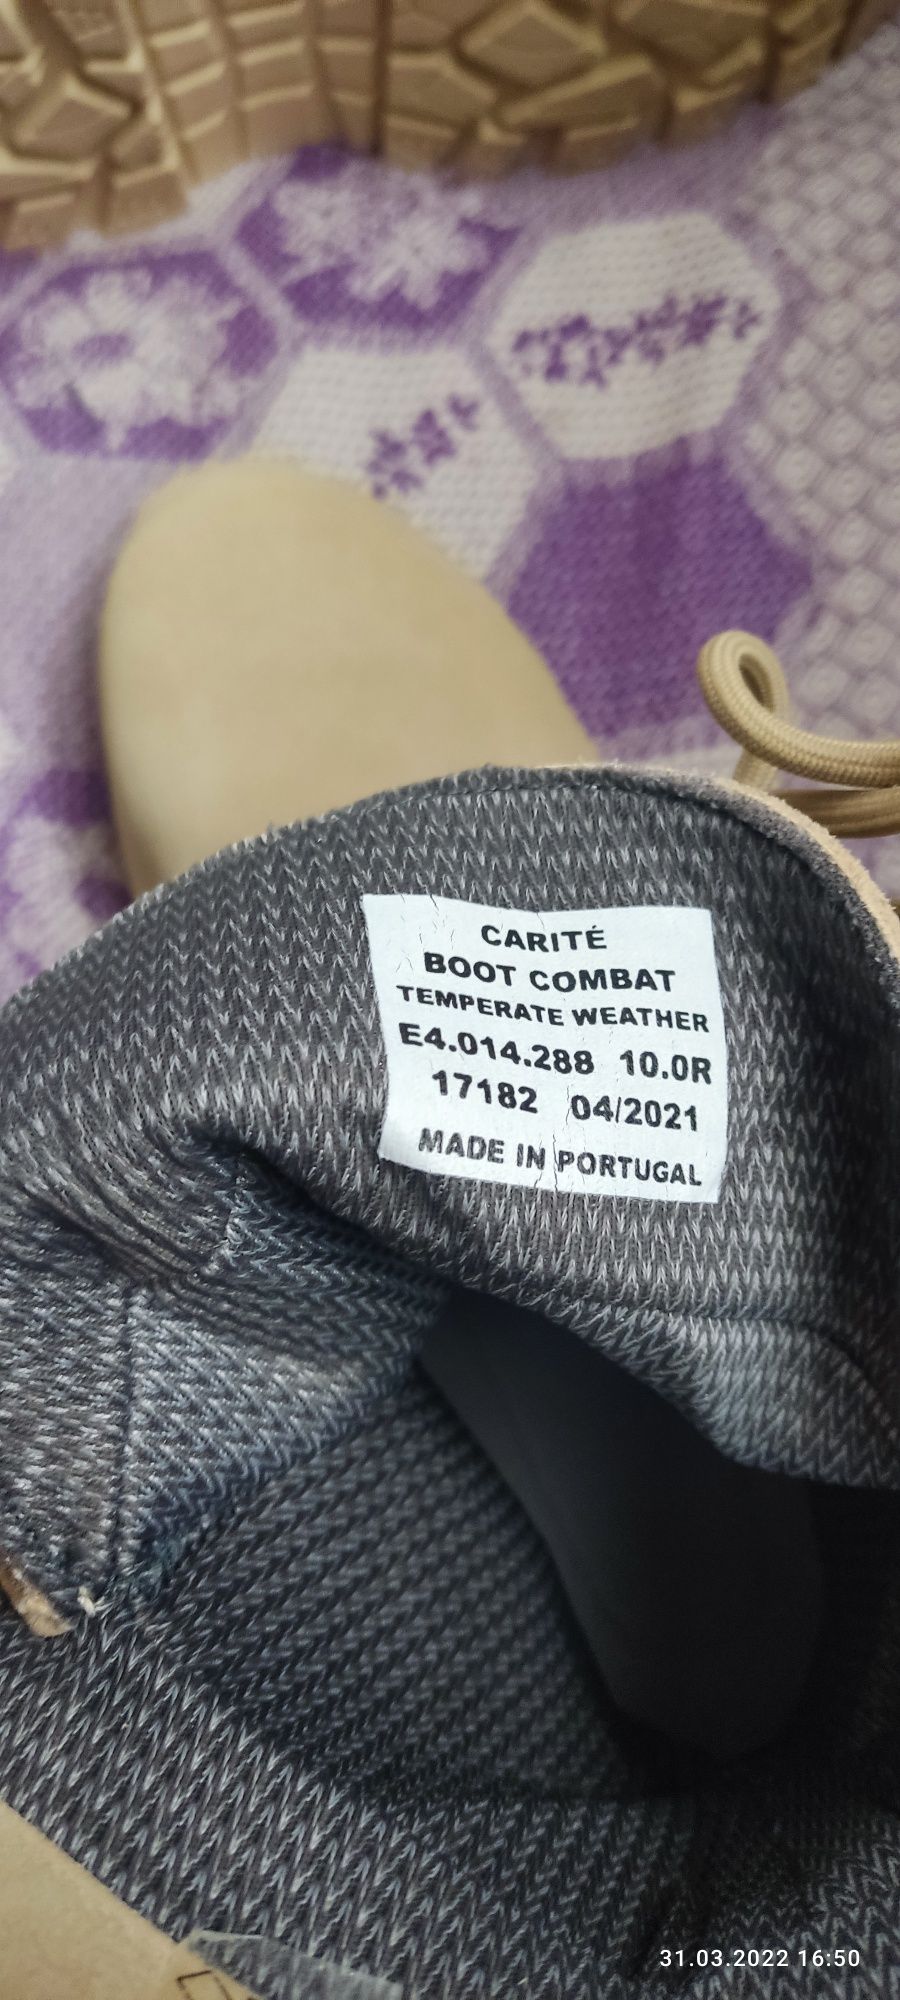 CARITÉ
BOOT COMBAT
TEMPERATE WEATHER
E4.014.288 10.0R
17182 04/2021
MADE IN PORTUGAL
31.03.2022 16:50